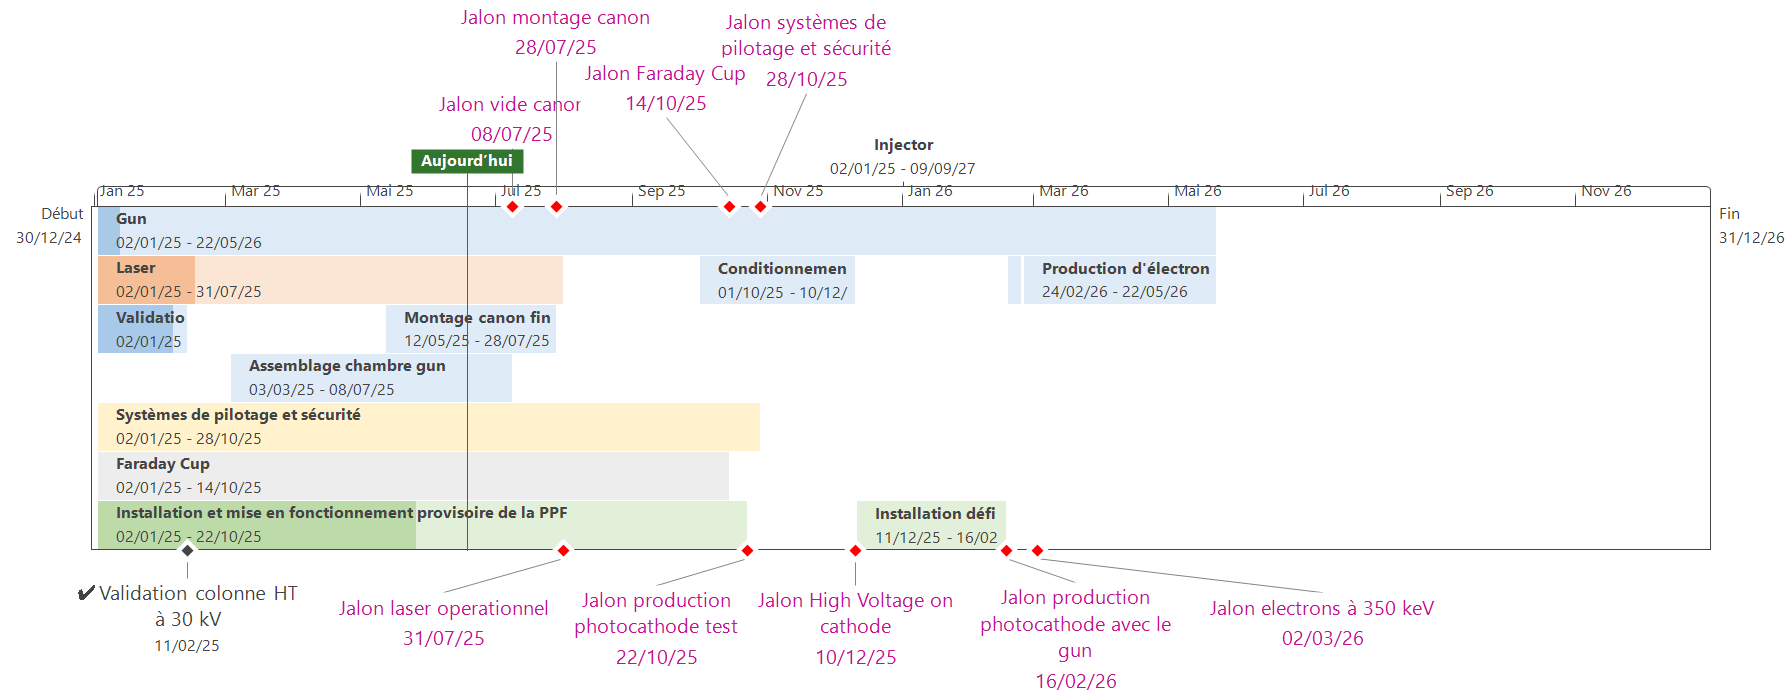 Jalon montage canon
28/07/25
Jalon systèmes de
pilotage et sécurité
28/10/25
Jalon Faraday Cup
14/10/25
Jalon vide canor
08/07/25
Aujourd'hui
Injector
02/01/25 - 09/09/27
Jan 25
Mar 25
Mai 25
Juil 25
Sep 25
Nov 25
Jan 26
Mar 26
Mai 26
Jul 26
Sep 26
Nov 26
Début
30/12/24
Fin
31/12/26
Gun
02/01/25 - 22/05/26
Laser
02/01/25 - 31/07/25
Conditionnemen
01/10/25 - 10/12/
Production d'électron
24/02/26 - 22/05/26
Validatio
02/01/25
Montage canon fin
12/05/25 - 28/07/25
Assemblage chambre gun
03/03/25 - 08/07/25
Systèmes de pilotage et sécurité
02/01/25 - 28/10/25
Faraday Cup
02/01/25 - 14/10/25
Installation et mise en fonctionnement provisoire de la PPF
02/01/25 - 22/10/25
Installation défi
11/12/25 - 16/02
✔Validation colonne HT
à 30 kV
11/02/25
Jalon laser operationnel
31/07/25
Jalon production
photocathode test
22/10/25
Jalon High Voltage on
cathode
10/12/25
Jalon production
photocathode avec le
gun
16/02/26
Jalon electrons à 350 keV
02/03/26